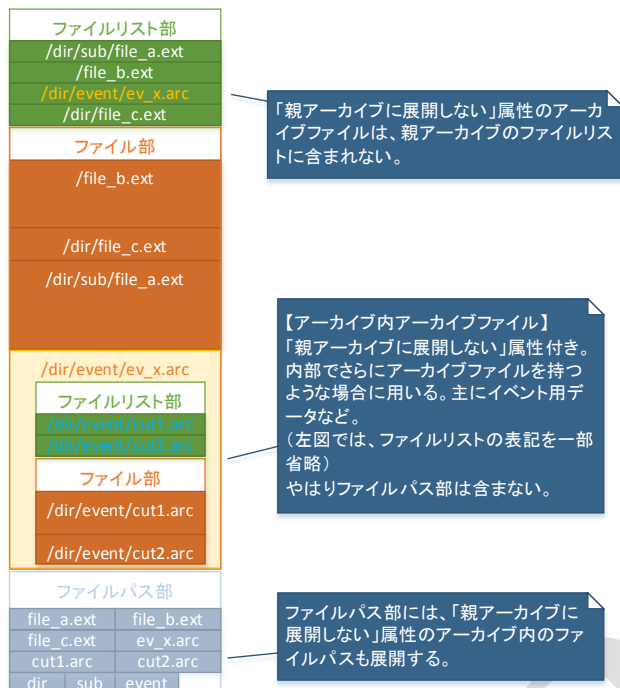 ファイルリスト部
/dir/sub/file_a.ext
/file_b.ext
/dir/event/ev_x.arc
/dir/file_c.ext
「親アーカイブに展開しない」属性のアーカ
イブファイルは、親アーカイブのファイルリス
トに含まれない。
ファイル部
/file_b.ext
/dir/file_c.ext
/dir/sub/file_a.ext
/dir/event/ev_x.arc
ファイルリスト部
/dir/event/cut1.arc
/dir/event/cut2.arc
ファイル部
/dir/event/cut1.arc
/dir/event/cut2.arc
【アーカイブ内アーカイブファイル】
「親アーカイブに展開しない」属性付き。
内部でさらにアーカイブファイルを持つ
ような場合に用いる。主にイベント用デ
ータなど。
(左図では、ファイルリストの表記を一部
省略)
やはりファイルパス部は含まない。
ファイルパス部
file_a.ext file_b.ext
file_c.ext ev_x.arc
cut1.arc cut2.arc
dir sub event
ファイルパス部には、「親アーカイブに
展開しない」属性のアーカイブ内のファ
イルパスも展開する。